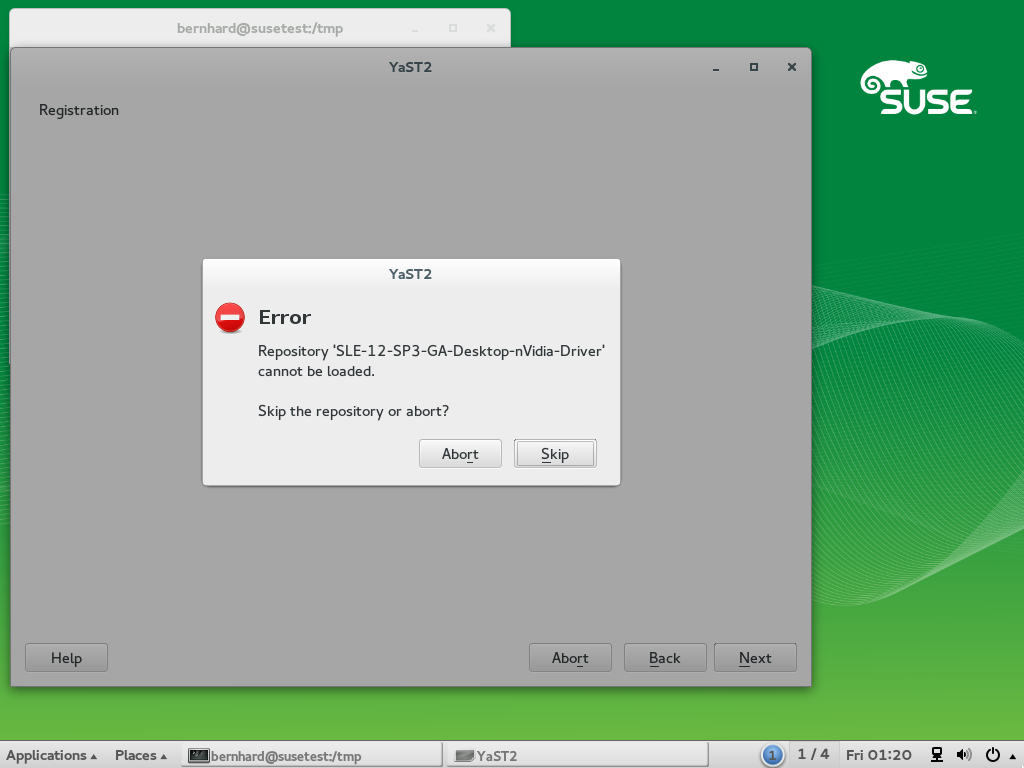 bernhard@susetest:/tmp
YaST2
Registration
SUSE
YaST2
Error
Repository 'SLE-12-SP3-GA-Desktop-nVidia-Driver'
cannot be loaded.
Skip the repository or abort?
Abort Skip
Help Abort Back Next
Applications Places bernhard@susetest:/tmp YaST2 1 1 / 4 Fri 01:20